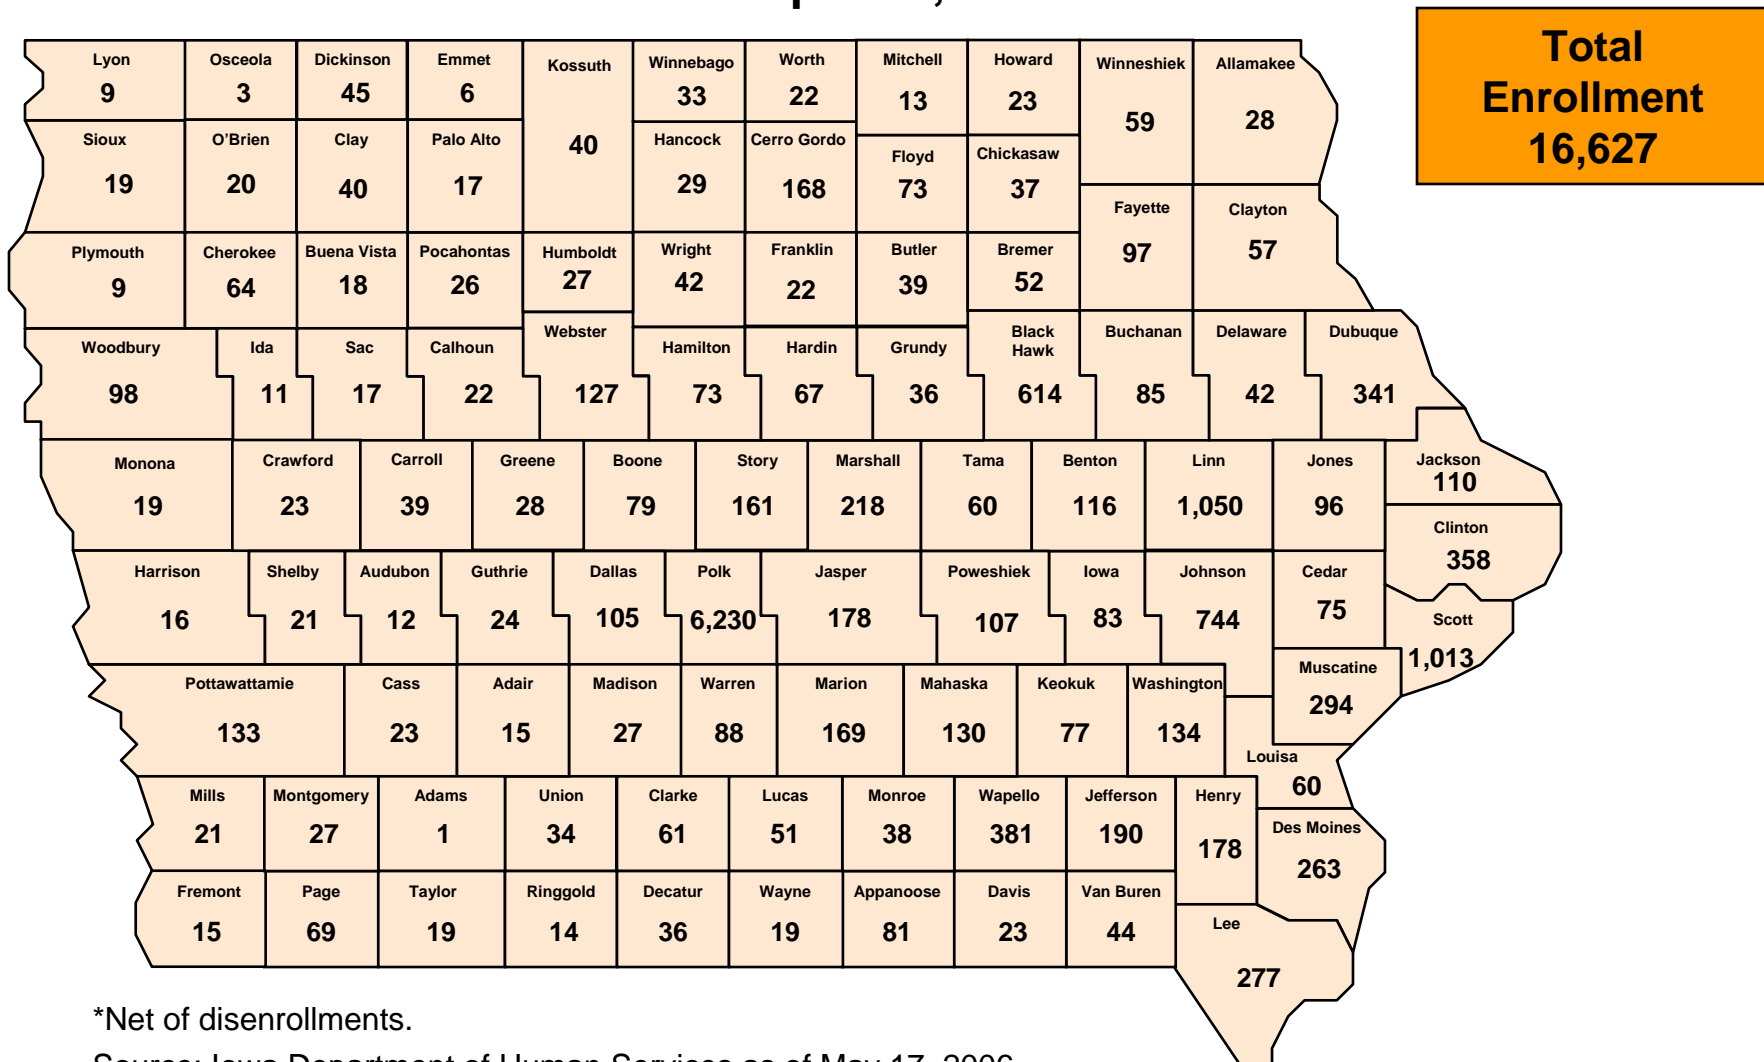 Total
Enrollment
16,627
Lyon
9
Osceola
3
Dickinson
45
Emmet
6
Kossuth
40
Winnebago
33
Worth
22
Mitchell
13
Howard
23
Winneshiek
59
Allamakee
28
Sioux
19
O'Brien
20
Clay
40
Palo Alto
17
Hancock
29
Cerro Gordo
168
Floyd
73
Chickasaw
37
Fayette
97
Clayton
57
Plymouth
9
Cherokee
64
Buena Vista
18
Pocahontas
26
Humboldt
27
Wright
42
Franklin
22
Butler
39
Bremer
52
Woodbury
98
Ida
11
Sac
17
Calhoun
22
Webster
127
Hamilton
73
Hardin
67
Grundy
36
Black
Hawk
614
Buchanan
85
Delaware
42
Dubuque
341
Monona
19
Crawford
23
Carroll
39
Greene
28
Boone
79
Story
161
Marshall
218
Tama
60
Benton
116
Linn
1,050
Jones
96
Jackson
110
Clinton
358
Harrison
16
Shelby
21
Audubon
12
Guthrie
24
Dallas
105
Polk
6,230
Jasper
178
Poweshiek
107
Iowa
83
Johnson
744
Cedar
75
Scott
1,013
Pottawattamie
133
Cass
23
Adair
15
Madison
27
Warren
88
Marion
169
Mahaska
130
Keokuk
77
Washington
134
Muscatine
294
Louisa
60
Mills
21
Montgomery
27
Adams
1
Union
34
Clarke
61
Lucas
51
Monroe
38
Wapello
381
Jefferson
190
Henry
178
Des Moines
263
Fremont
15
Page
69
Taylor
19
Ringgold
14
Decatur
36
Wayne
19
Appanoose
81
Davis
23
Van Buren
44
Lee
277
*Net of disenrollments.
Source: Iowa Department of Human Services as of May 17, 2006